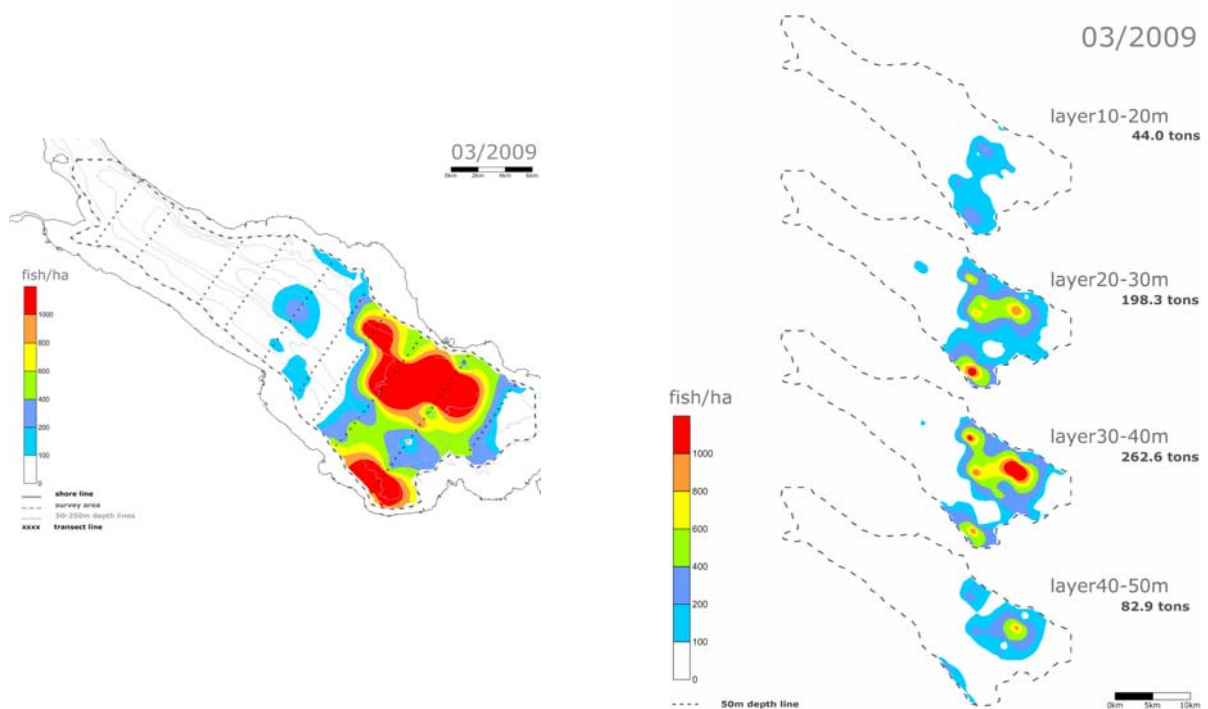 03/2009
0km 2km 4km 6km
fish/ha
1000
800
600
400
200
100
0
shore line
survey area
50-250m depth lines
xxxx transect line
03/2009
layer10-20m
44.0 tons
layer20-30m
198.3 tons
layer30-40m
262.6 tons
layer40-50m
82.9 tons
fish/ha
1000
800
600
400
200
100
0
50m depth line
0km 5km 10km